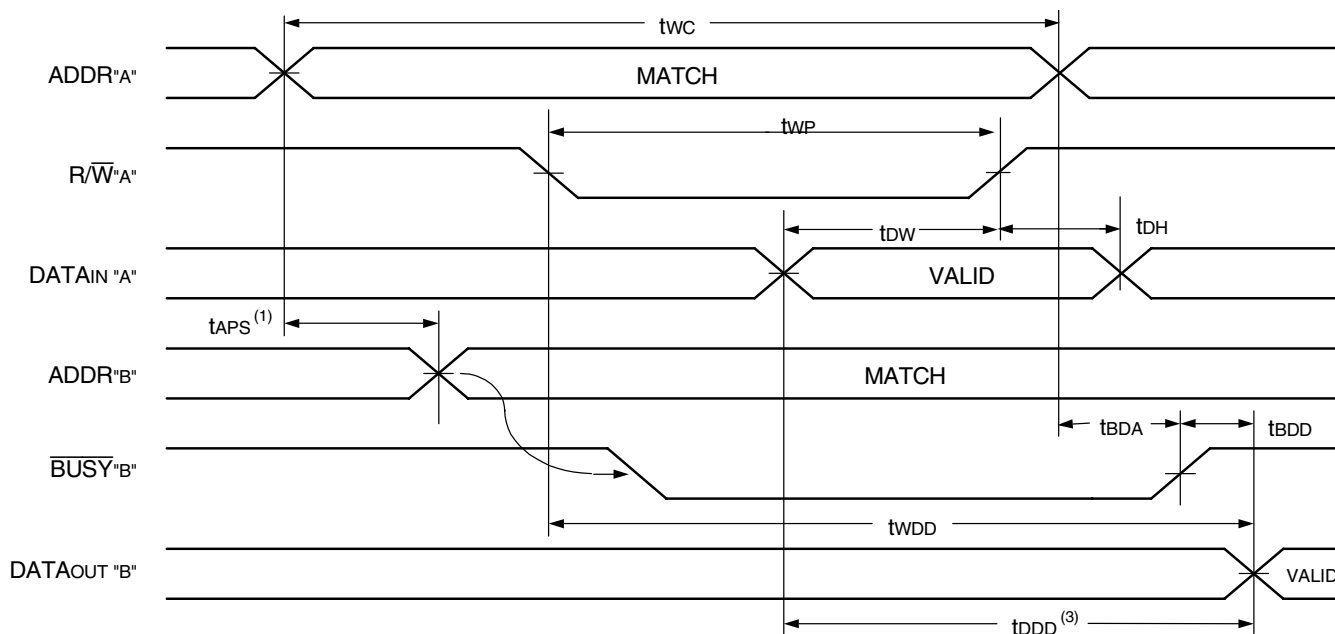 tWC
ADDR"A"
MATCH
tWP
R/W̅"A"
tDW
tDH
DATAIN "A"
VALID
tAPS (1)
ADDR"B"
MATCH
tBDA
tBDD
B̅U̅S̅Y̅"B"
tWDD
DATAOUT "B"
VALID
tDDD (3)